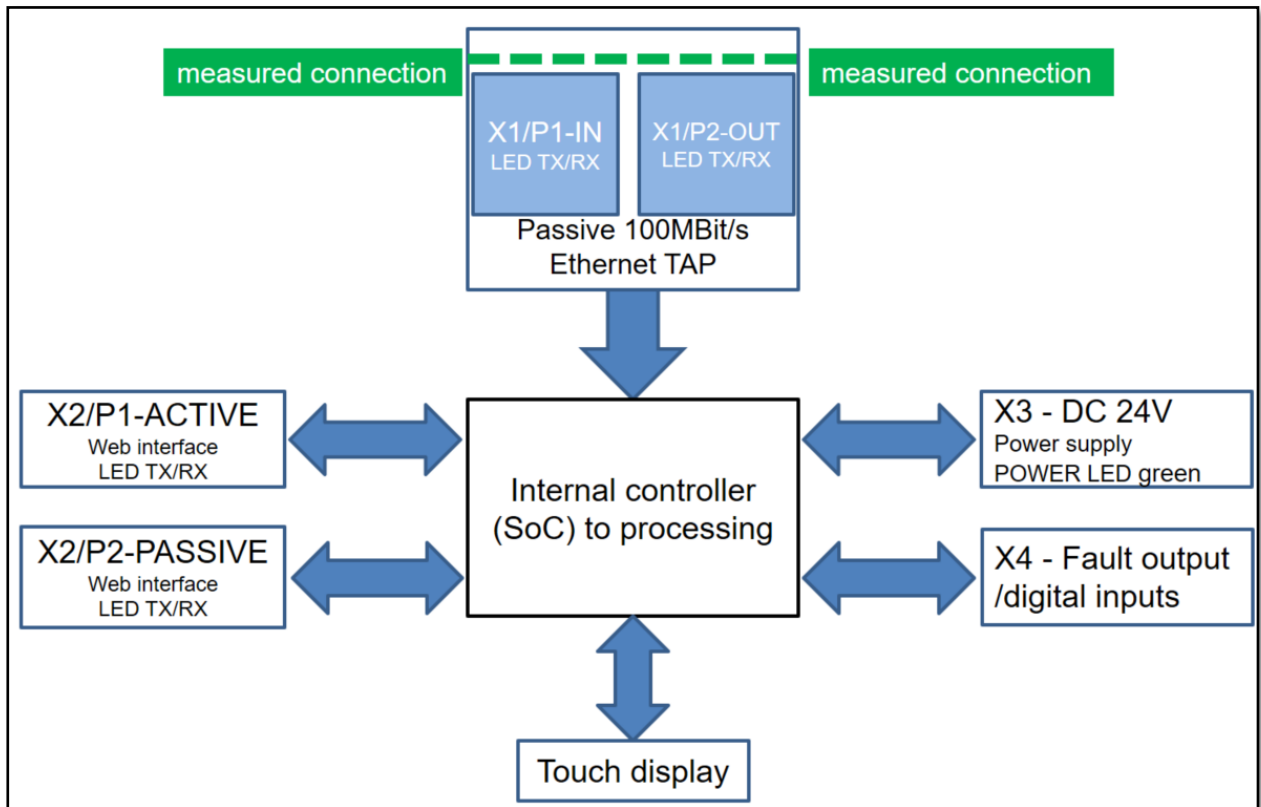 measured connection
measured connection
X1/P1-IN
LED TX/RX
X1/P2-OUT
LED TX/RX
Passive 100MBit/s
Ethernet TAP
X2/P1-ACTIVE
Web interface
LED TX/RX
X2/P2-PASSIVE
Web interface
LED TX/RX
Internal controller
(SoC) to processing
X3 - DC 24V
Power supply
POWER LED green
X4 - Fault output
/digital inputs
Touch display